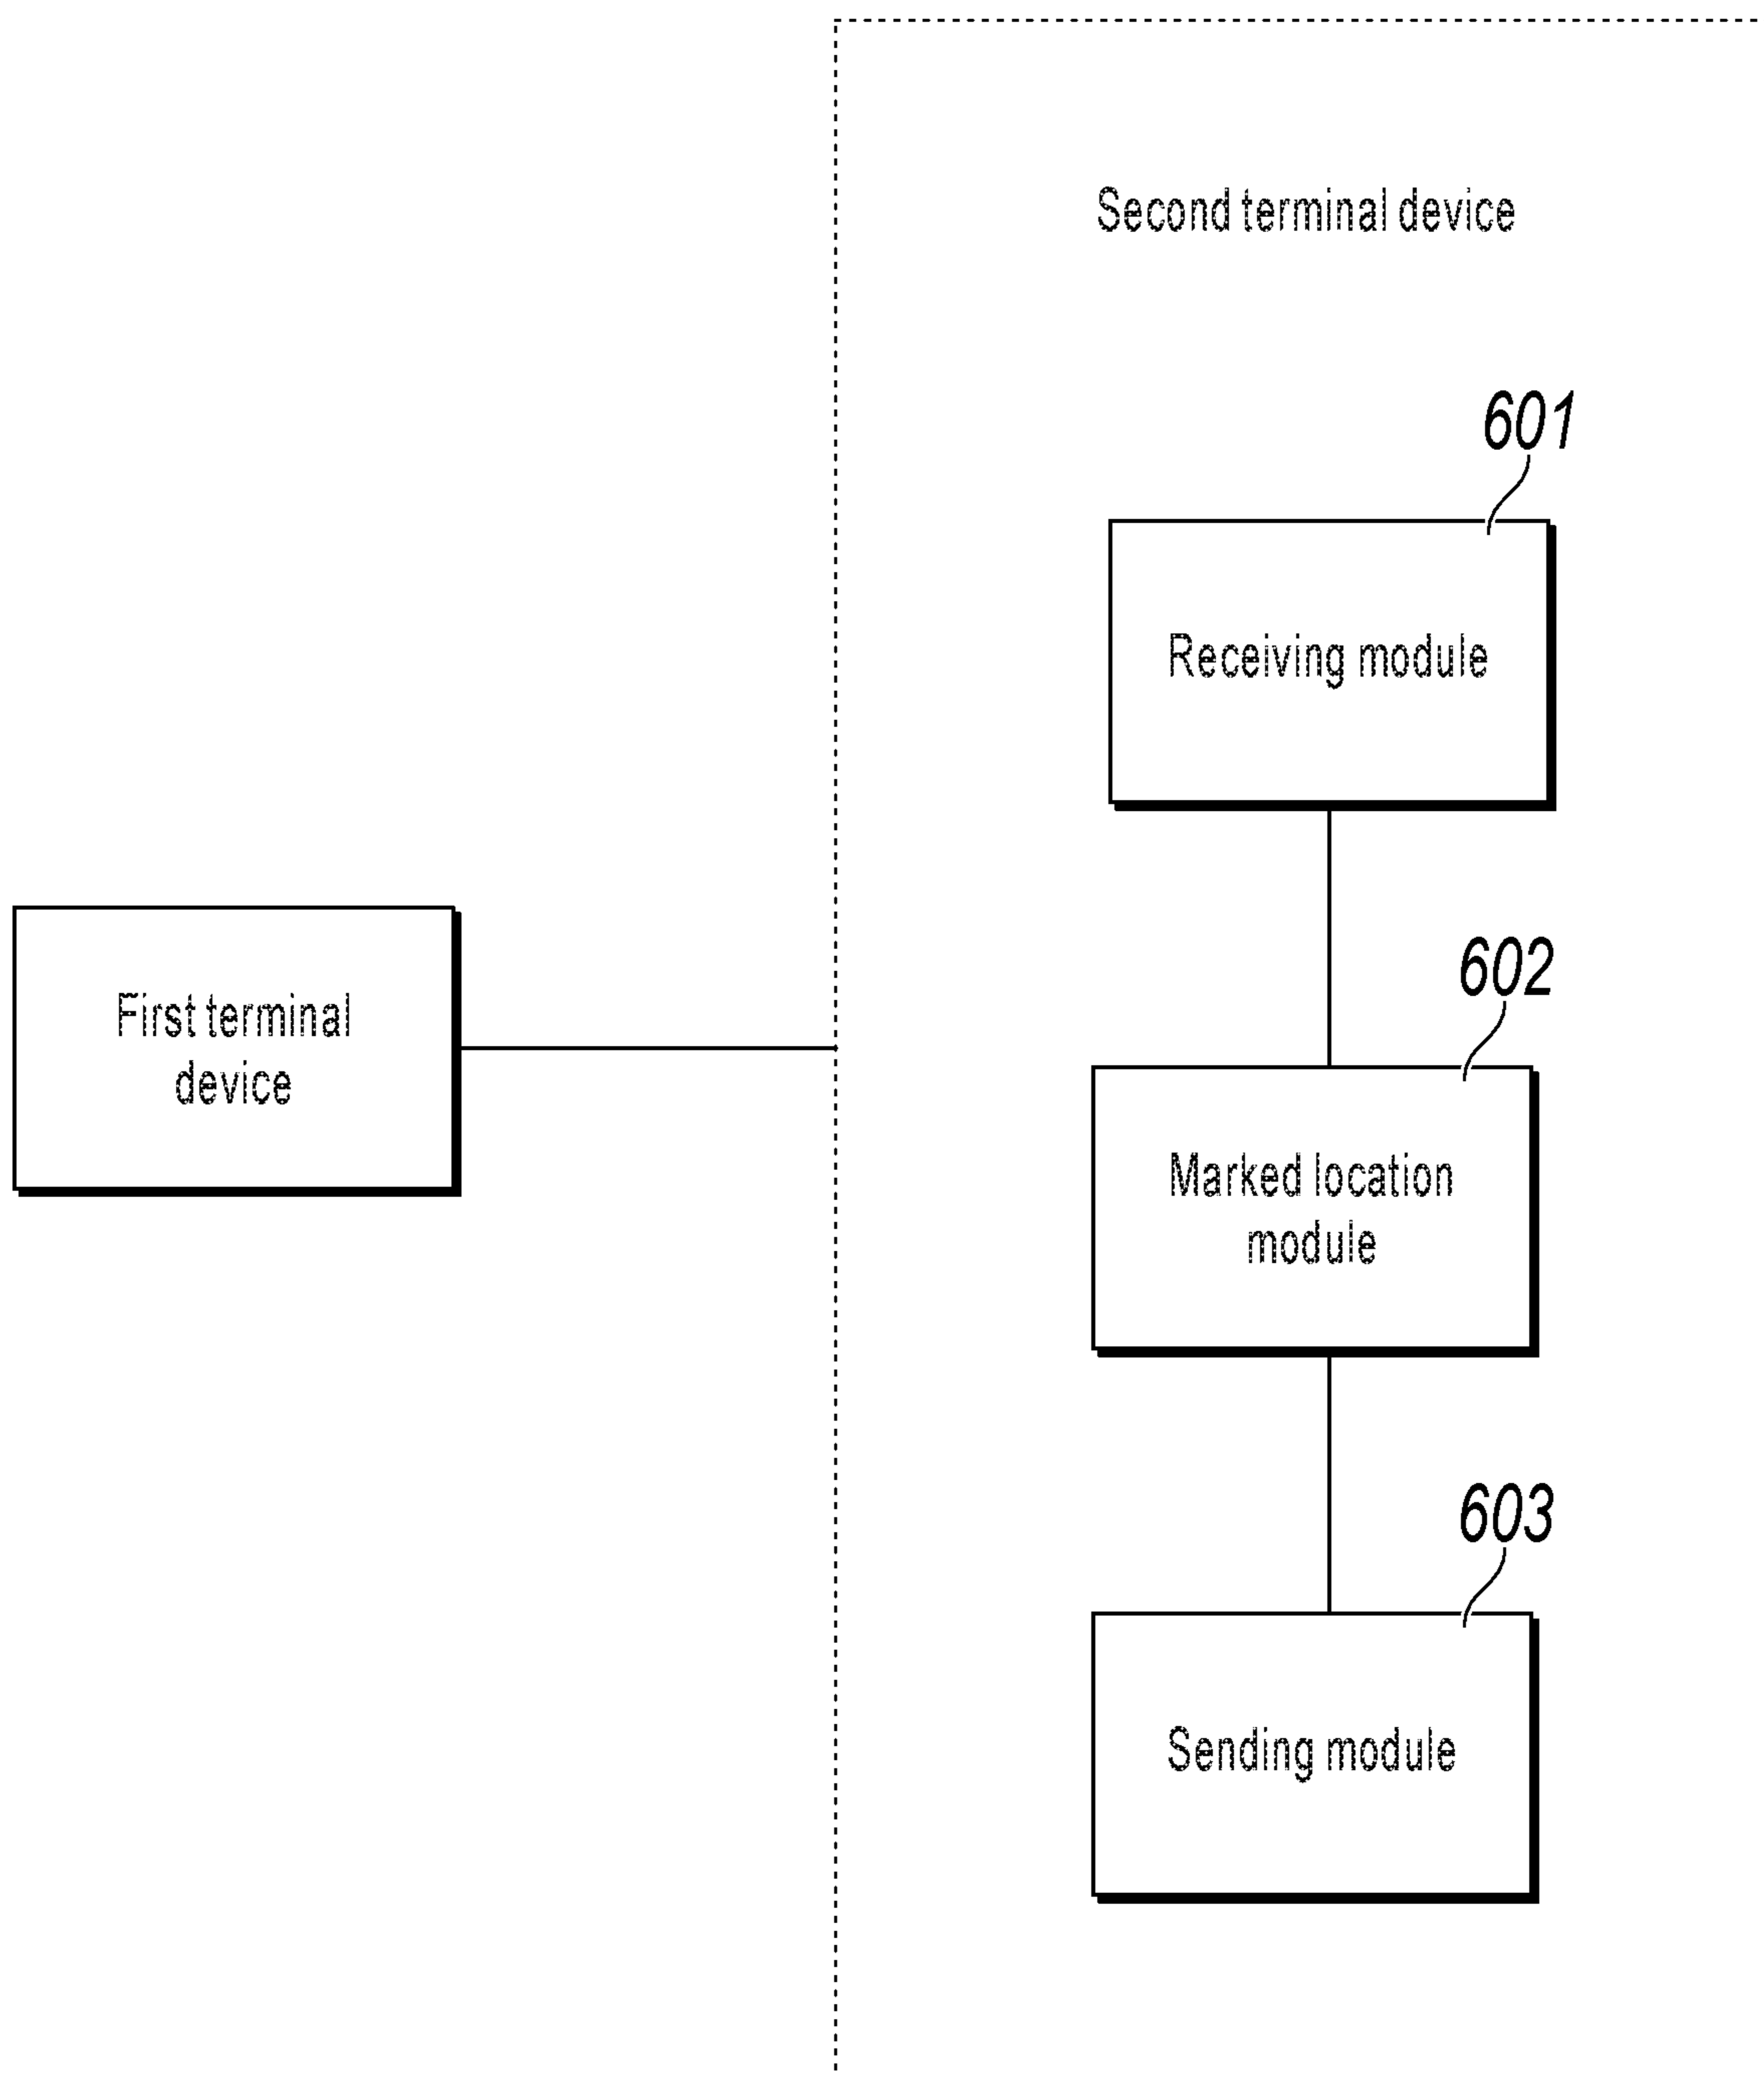 Second terminal device
601
Receiving module
First terminal
device
602
Marked location
module
603
Sending module